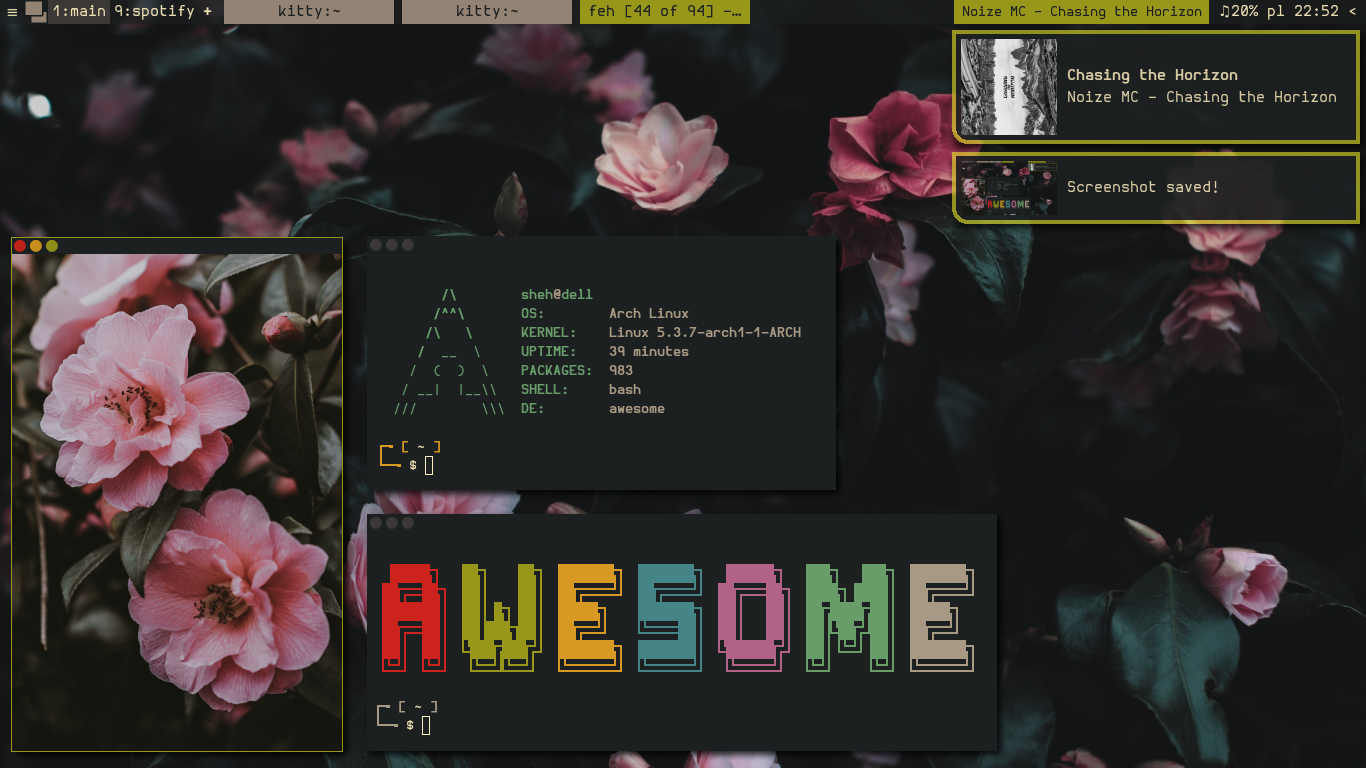 ≡ 1:main 9:spotify + kitty:~ kitty:~ feh [44 of 94] -… Noize MC - Chasing the Horizon ♫20% pl 22:52 <
Chasing the Horizon
Noize MC - Chasing the Horizon
Screenshot saved!
AWESOME
sheh@dell
OS: Arch Linux
KERNEL: Linux 5.3.7-arch1-1-ARCH
UPTIME: 39 minutes
PACKAGES: 983
SHELL: bash
DE: awesome
[ ~ ]
$
AWESOME
[ ~ ]
$